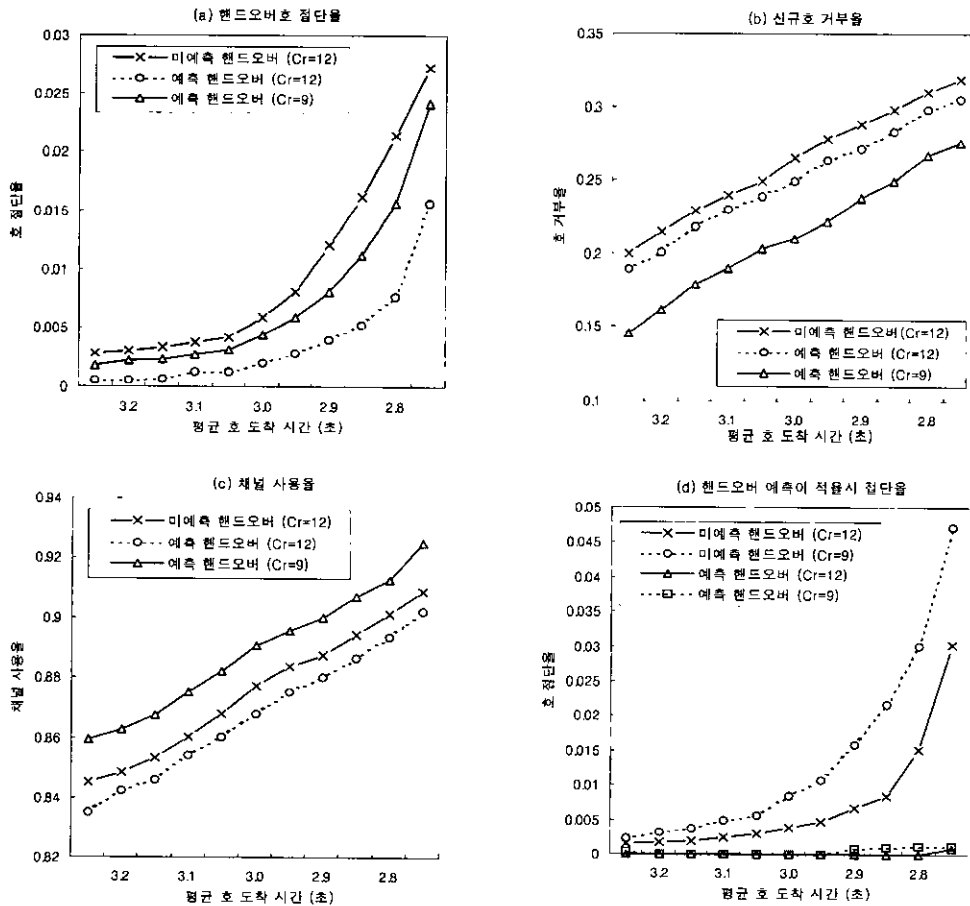 (a) 핸드오버호 절단율
0.03
0.025
0.02
0.015
0.01
0.005
0
호 절단율
미예측 핸드오버 (Cr=12)
예측 핸드오버 (Cr=12)
예측 핸드오버 (Cr=9)
3.2 3.1 3.0 2.9 2.8
평균 호 도착 시간 (초)
(b) 신규호 거부율
0.35
0.3
0.25
0.2
0.15
0.1
호 거부율
미예측 핸드오버(Cr=12)
예측 핸드오버 (Cr=12)
예측 핸드오버 (Cr=9)
3.2 3.1 3.0 2.9 2.8
평균 호 도착 시간 (초)
(c) 채널 사용율
0.94
0.92
0.9
0.88
0.86
0.84
0.82
채널 사용율
미예측 핸드오버 (Cr=12)
예측 핸드오버 (Cr=12)
예측 핸드오버 (Cr=9)
3.2 3.1 3.0 2.9 2.8
평균 호 도착 시간 (초)
(d) 핸드오버 예측이 적율시 절단율
0.05
0.045
0.04
0.035
0.03
0.025
0.02
0.015
0.01
0.005
0
호 절단율
미예측 핸드오버 (Cr=12)
미예측 핸드오버 (Cr=9)
예측 핸드오버 (Cr=12)
예측 핸드오버 (Cr=9)
3.2 3.1 3.0 2.9 2.8
평균 호 도착 시간 (초)